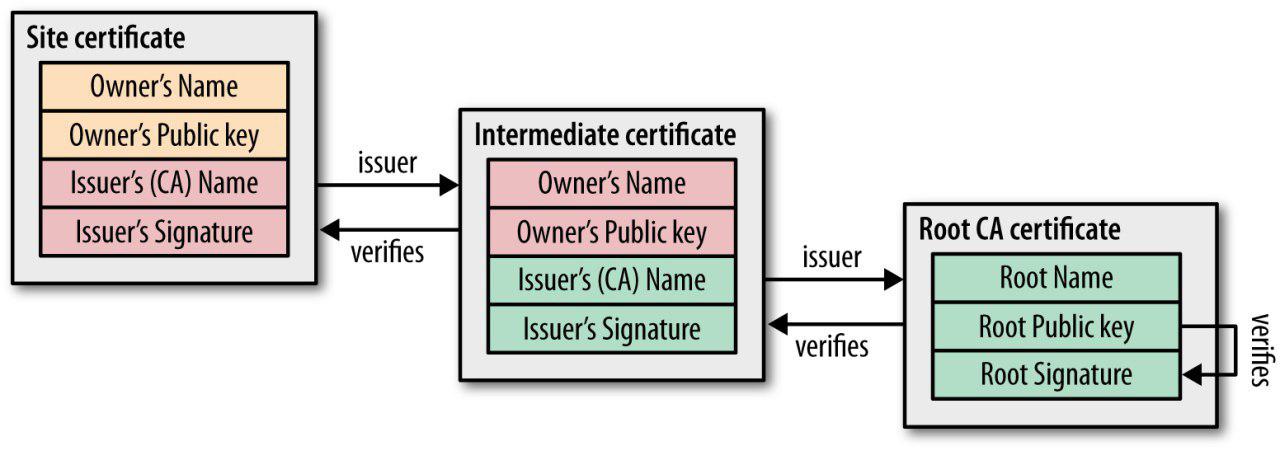 Site certificate
Owner's Name
Owner's Public key
Issuer's (CA) Name
Issuer's Signature
issuer
verifies
Intermediate certificate
Owner's Name
Owner's Public key
Issuer's (CA) Name
Issuer's Signature
issuer
verifies
Root CA certificate
Root Name
Root Public key
Root Signature
verifies